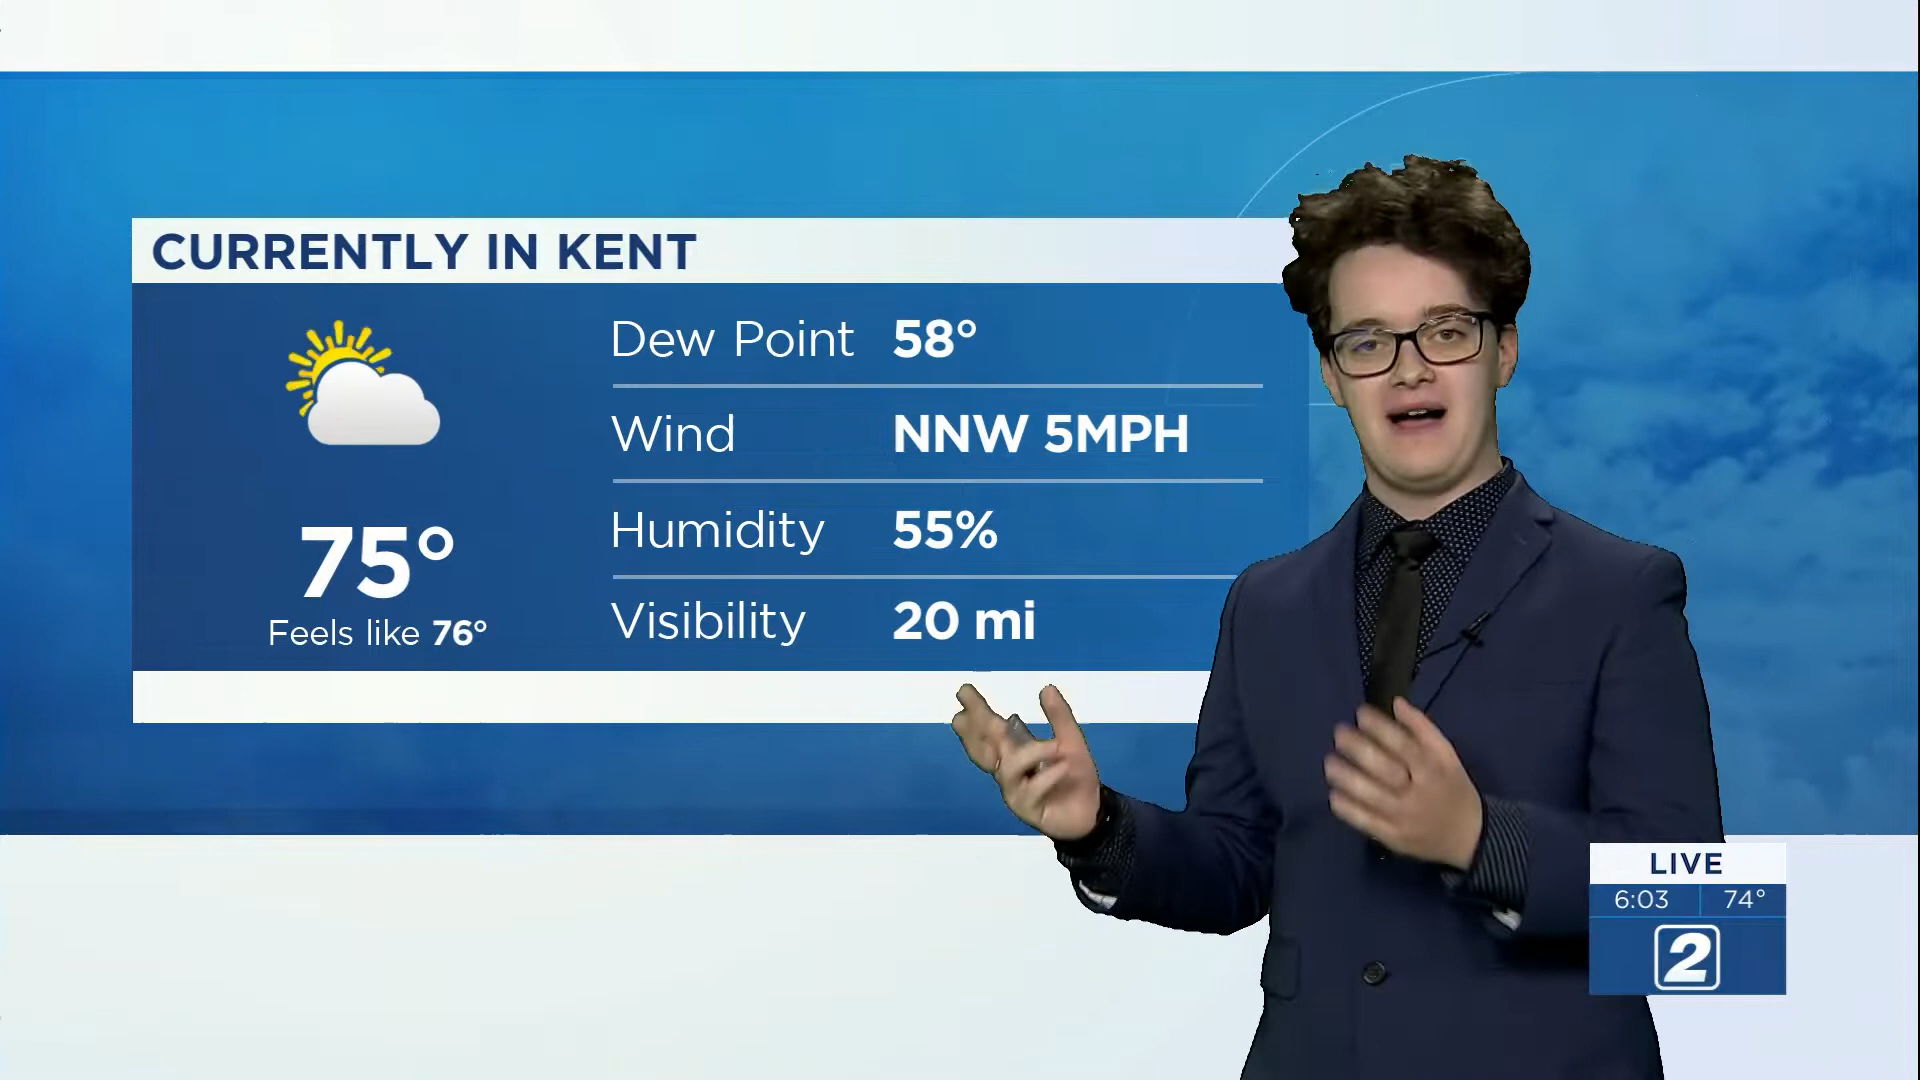 CURRENTLY IN KENT
75°
Feels like 76°
Dew Point 58°
Wind NNW 5MPH
Humidity 55%
Visibility 20 mi
LIVE
6:03 74°
2